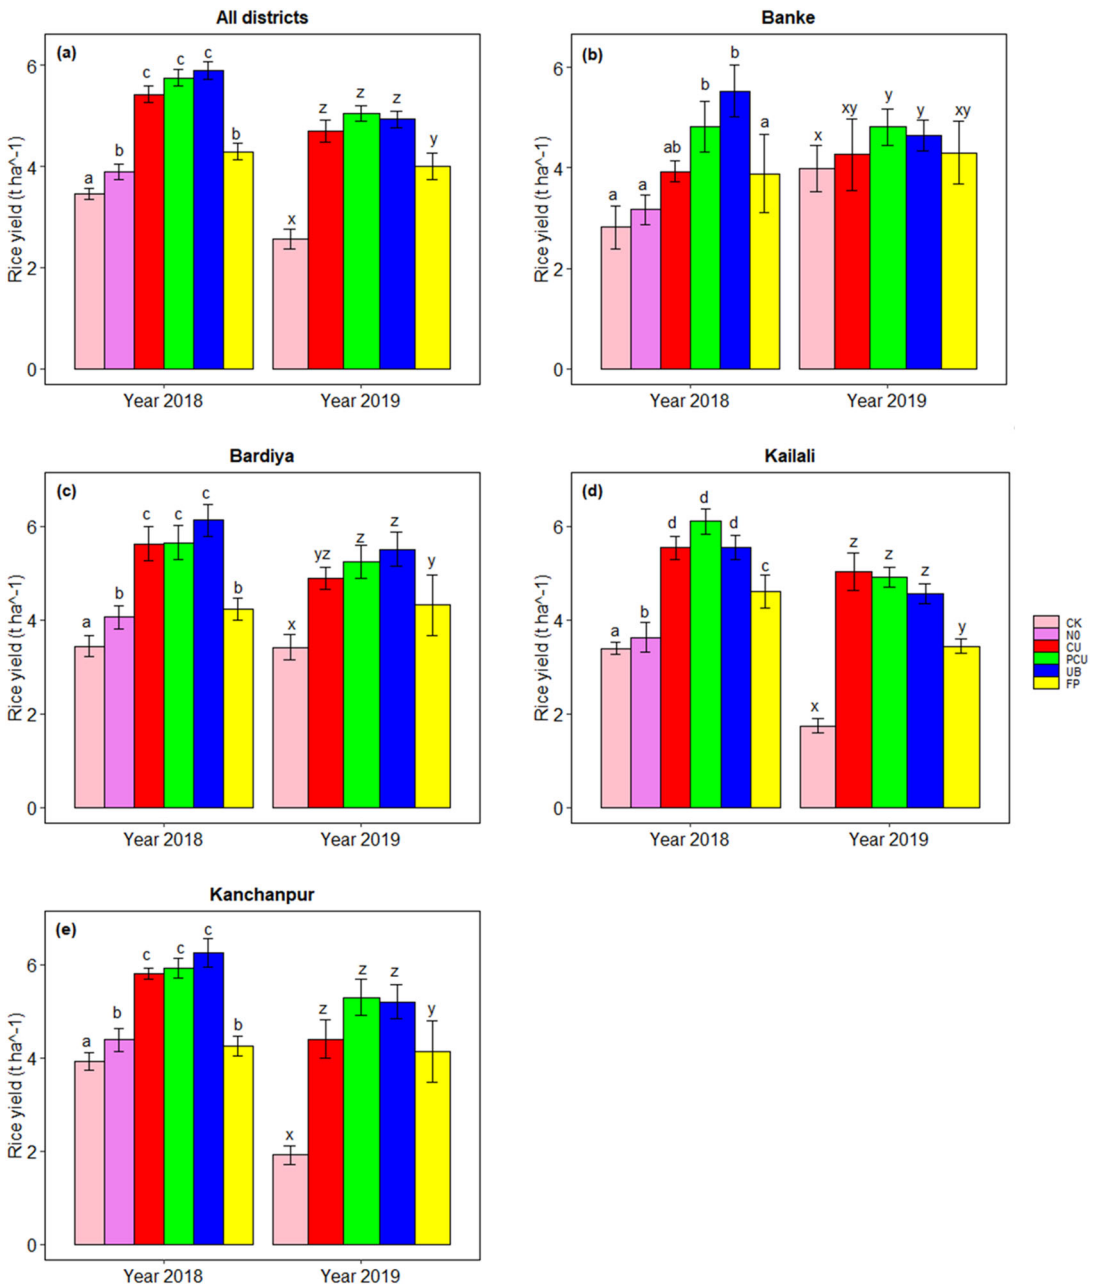 All districts
(a)
Rice yield (t ha^-1)
6
4
2
0
a
b
c
c
c
b
x
z
z
z
y
Year 2018
Year 2019
Banke
(b)
Rice yield (t ha^-1)
6
4
2
0
a
a
ab
b
b
a
x
xy
y
y
xy
Year 2018
Year 2019
Bardiya
(c)
Rice yield (t ha^-1)
6
4
2
0
a
b
c
c
c
b
x
yz
z
z
y
Year 2018
Year 2019
Kailali
(d)
Rice yield (t ha^-1)
6
4
2
0
a
b
d
d
d
c
x
z
z
z
y
Year 2018
Year 2019
CK
N0
CU
PCU
UB
FP
Kanchanpur
(e)
Rice yield (t ha^-1)
6
4
2
0
a
b
c
c
c
b
x
z
z
z
y
Year 2018
Year 2019